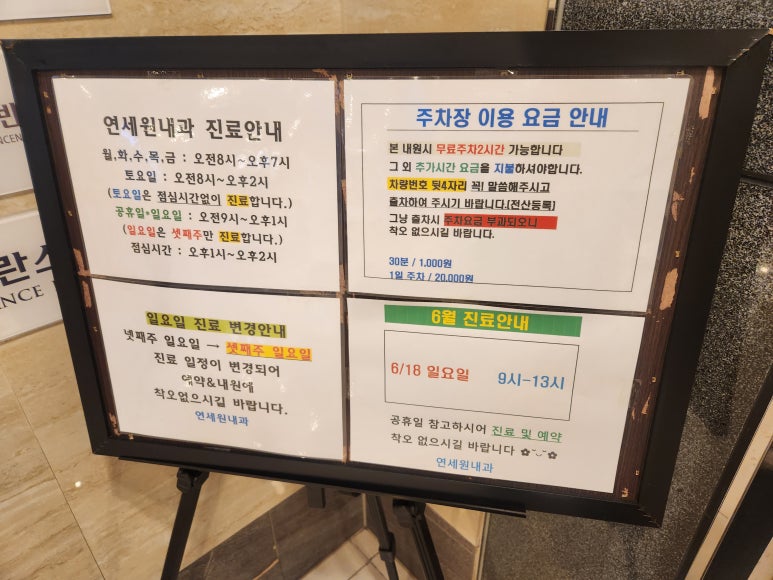 연세원내과 진료안내
월,화,수,목,금 : 오전8시~오후7시
토요일 : 오전8시~오후2시
(토요일은 점심시간없이 진료합니다.)
공휴일*일요일 : 오전9시~오후1시
(일요일은 셋째주만 진료합니다.)
점심시간 : 오후1시~오후2시
주차장 이용 요금 안내
본 내원시 무료주차2시간 가능합니다
그 외 추가시간 요금을 지불하셔야합니다.
차량번호 뒷4자리 꼭! 말씀해주시고
출차하여 주시기 바랍니다.[전산등록]
그냥 출차시 주차요금 부과되오니
착오 없으시길 바랍니다.
30분 / 1,000원
1일 주차 / 20,000원
일요일 진료 변경안내
넷째주 일요일 → 셋째주 일요일
진료 일정이 변경되어
예약&내원에
착오없으시길 바랍니다.
연세원내과
6월 진료안내
6/18 일요일 9시-13시
공휴일 참고하시어 진료 및 예약
착오 없으시길 바랍니다 ✿˘◡˘✿
연세원내과
빈
란스